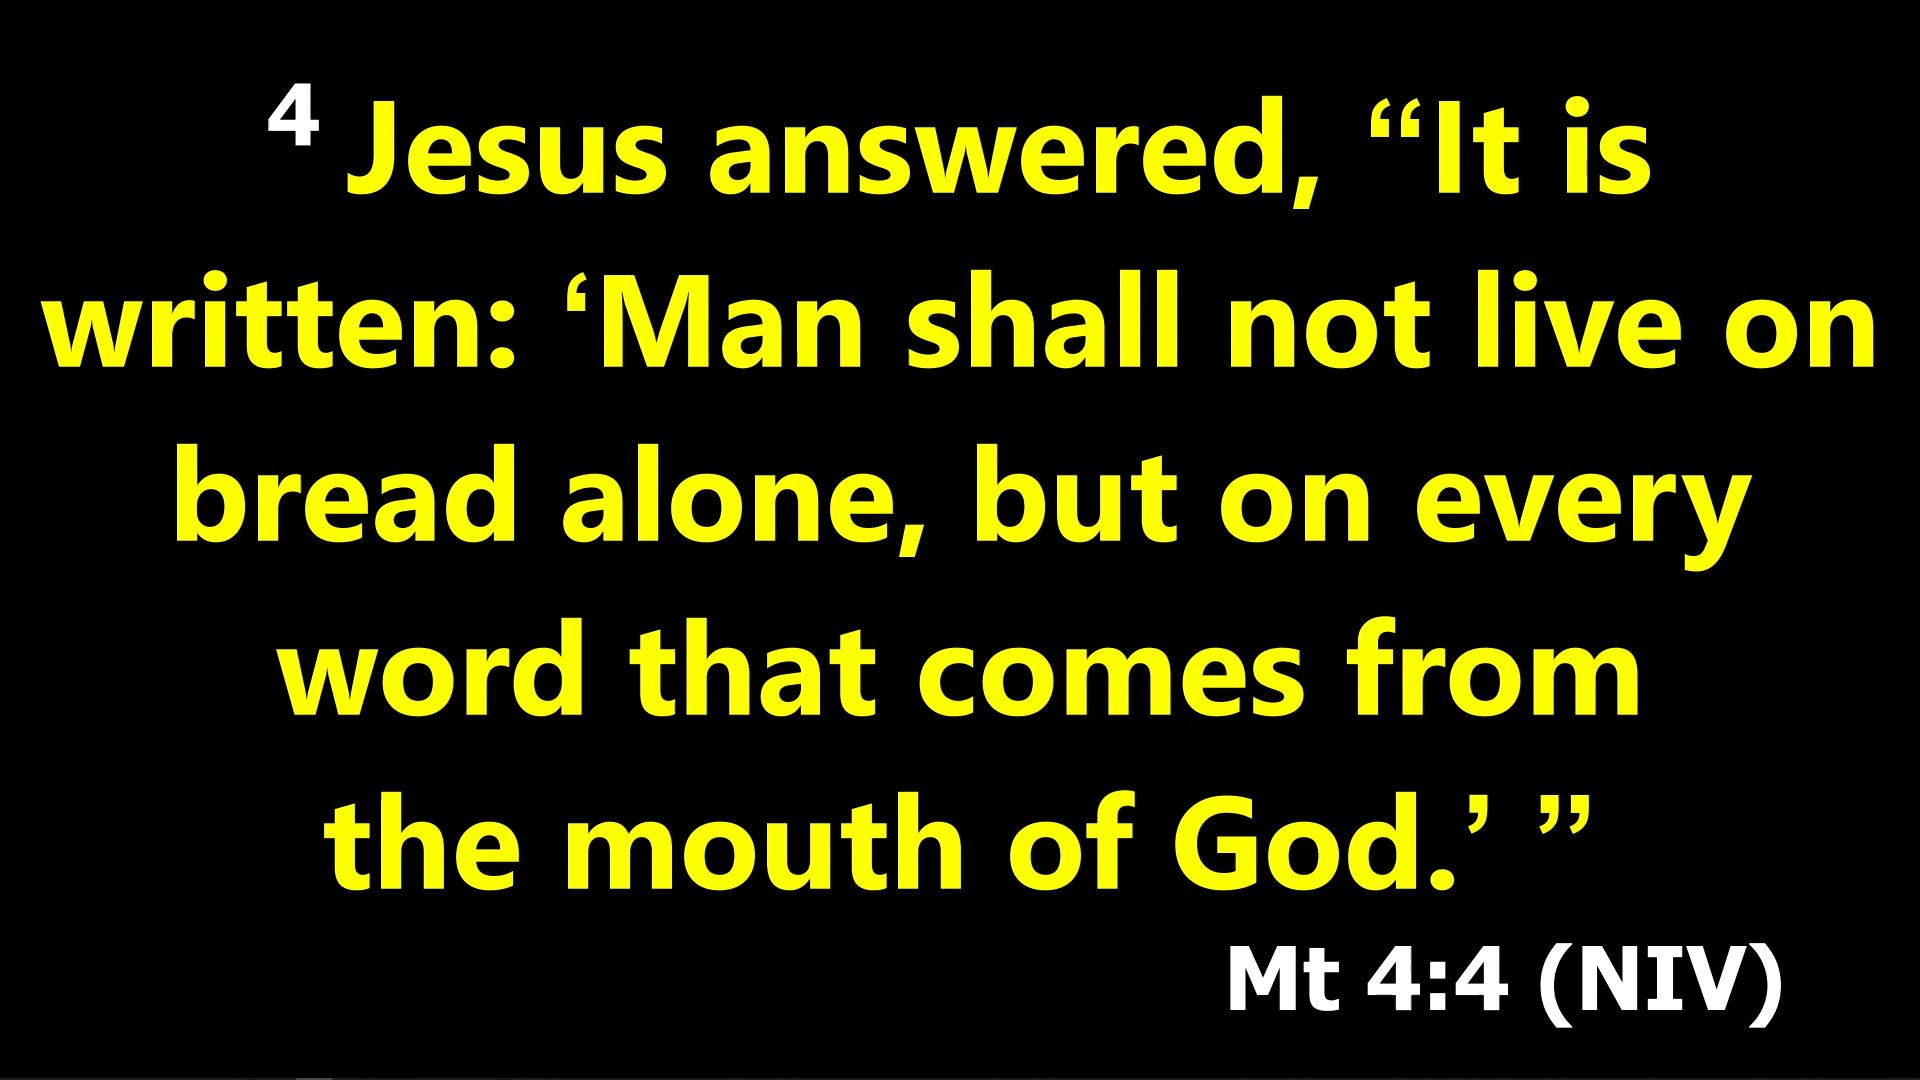 4 Jesus answered, “It is
written: ‘Man shall not live on
bread alone, but on every
word that comes from
the mouth of God.’ ”
Mt 4:4 (NIV)